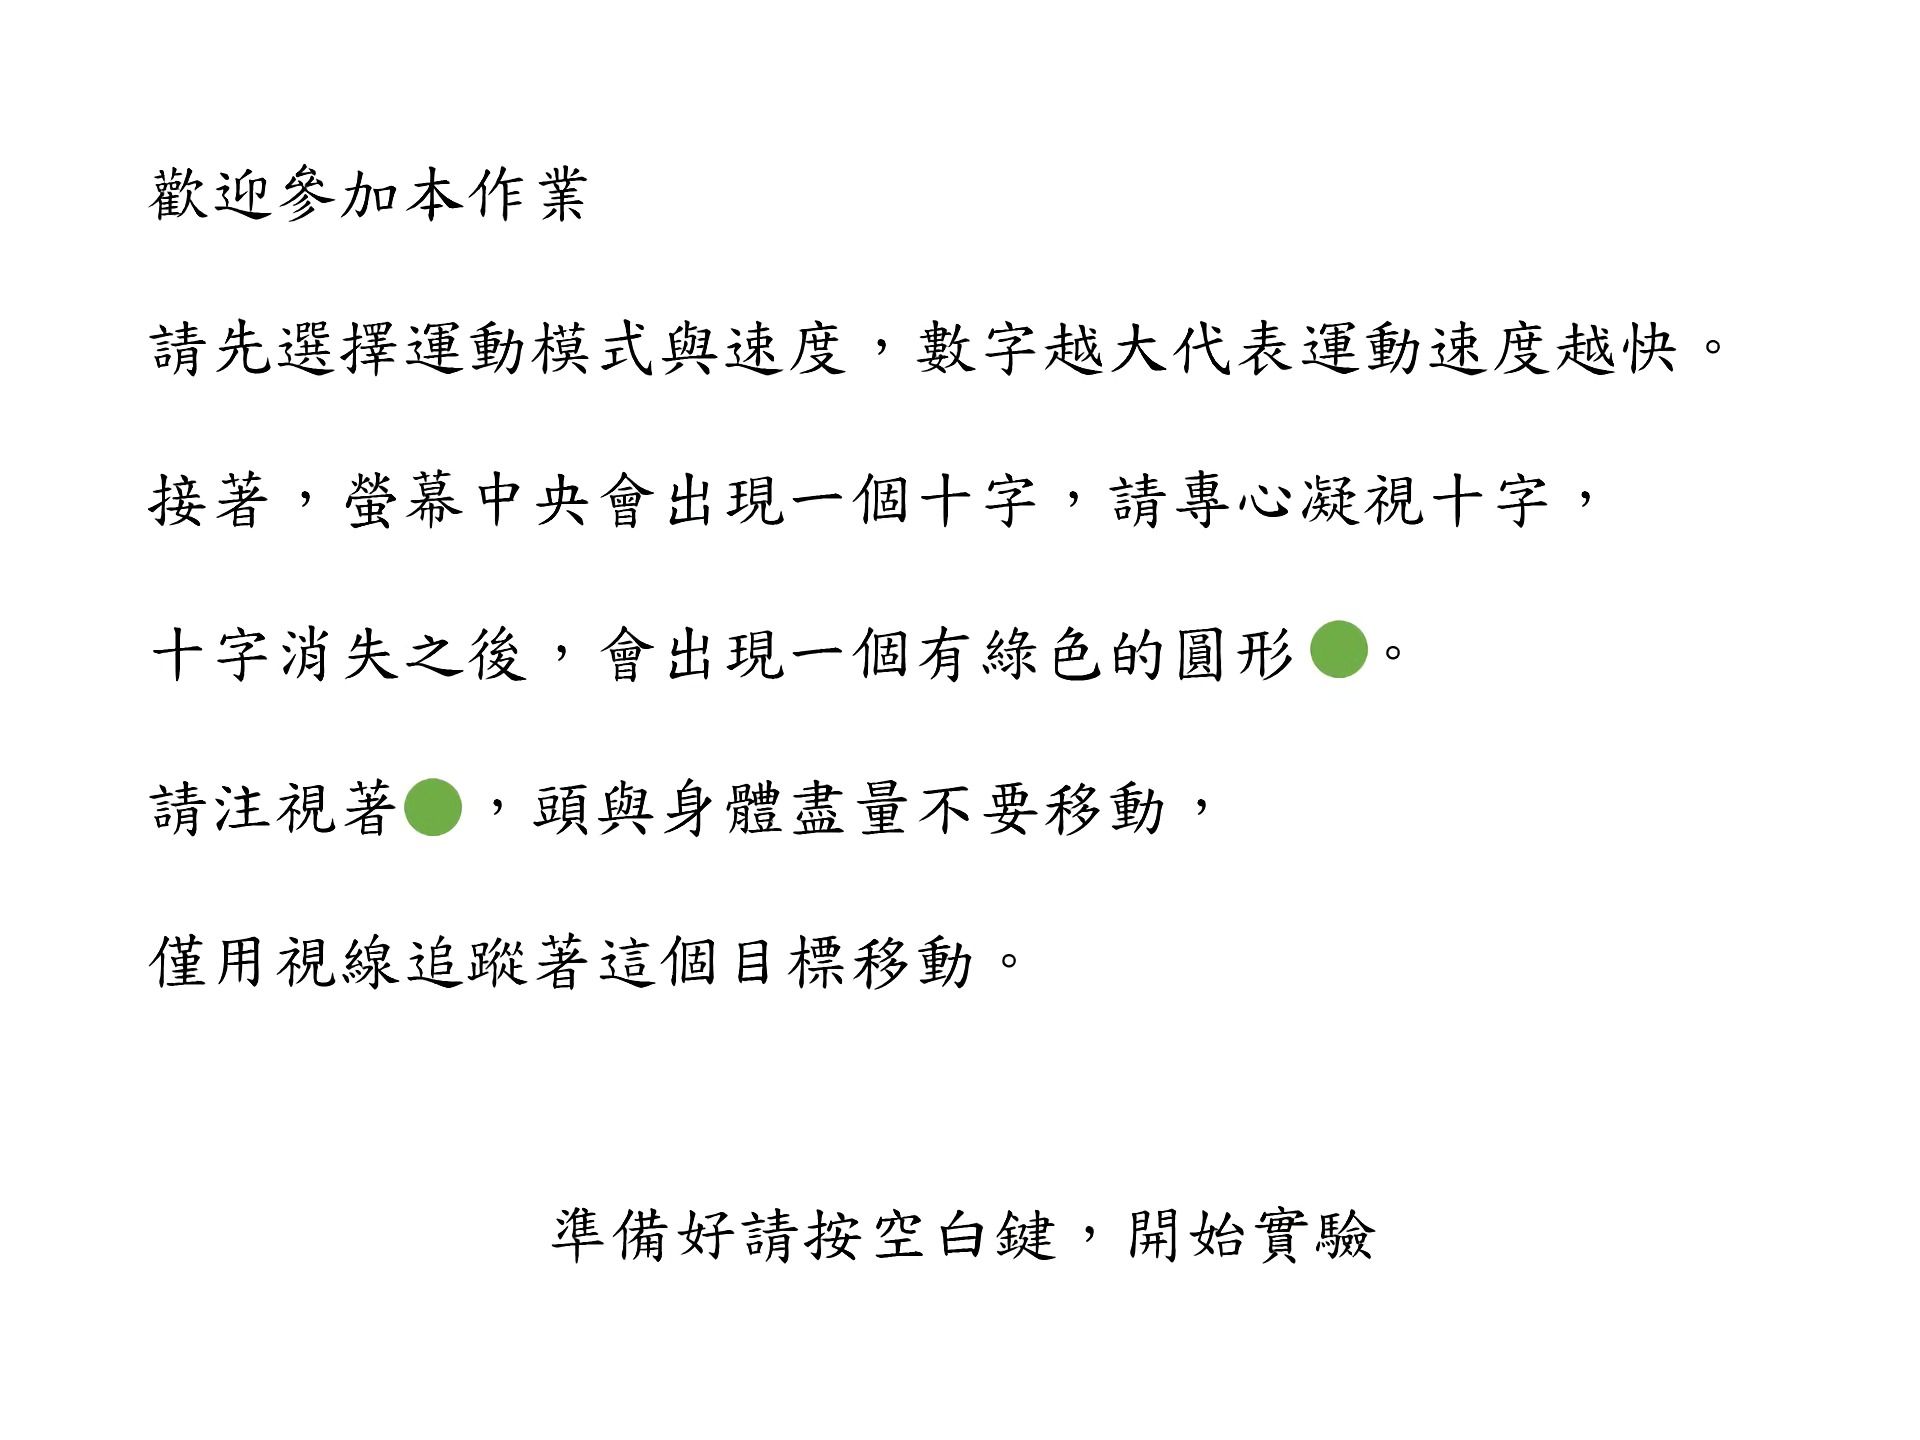 歡迎參加本作業
請先選擇運動模式與速度，數字越大代表運動速度越快。
接著，螢幕中央會出現一個十字，請專心凝視十字，
十字消失之後，會出現一個有綠色的圓形。
請注視著，頭與身體盡量不要移動，
僅用視線追蹤著這個目標移動。
準備好請按空白鍵，開始實驗